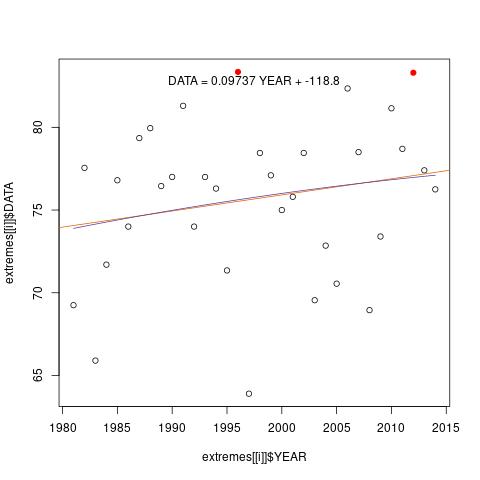 DATA = 0.09737 YEAR + -118.8
80
75
70
65
extremes[[i]]$DATA
1980 1985 1990 1995 2000 2005 2010 2015
extremes[[i]]$YEAR